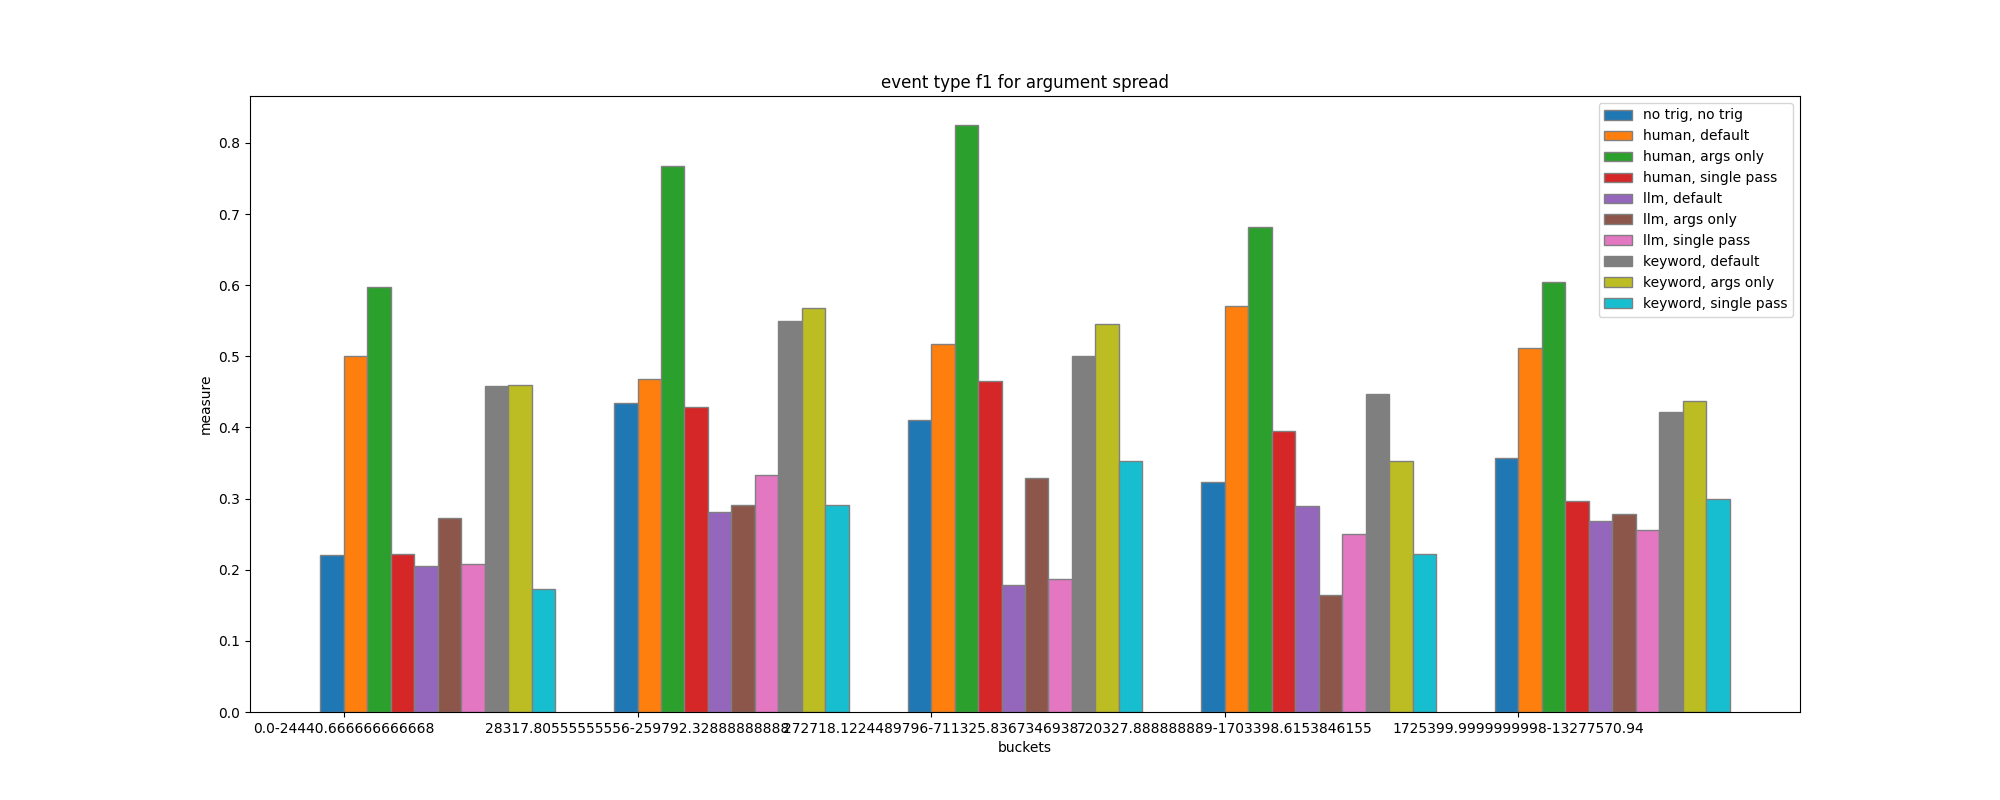 event type f1 for argument spread
no trig, no trig
human, default
human, args only
human, single pass
llm, default
llm, args only
llm, single pass
keyword, default
keyword, args only
keyword, single pass
measure
0.8
0.7
0.6
0.5
0.4
0.3
0.2
0.1
0.0
0.0-24440.666666666668
28317.80555555556-259792.32888888888
272718.1224489796-711325.8367346938
720327.888888889-1703398.6153846155
1725399.9999999998-13277570.94
buckets